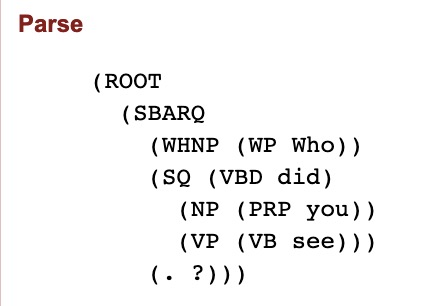 Parse
(ROOT
(SBARQ
(WHNP (WP Who))
(SQ (VBD did)
(NP (PRP you))
(VP (VB see)))
(. ?)))